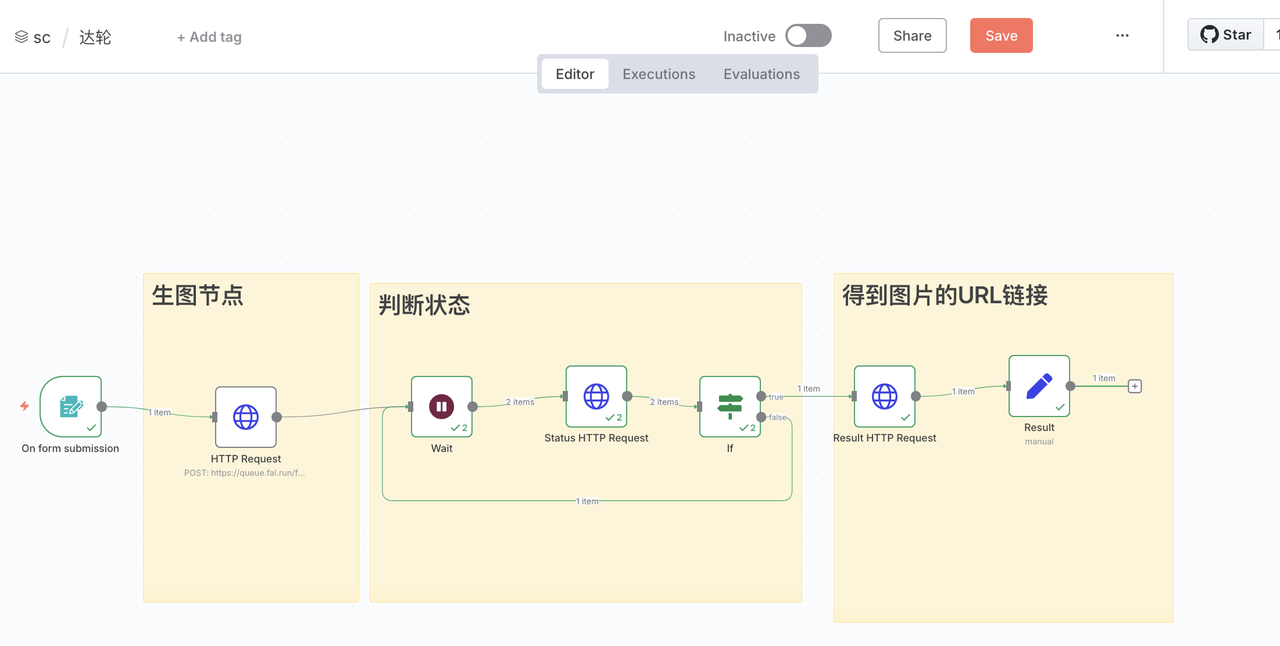 sc / 达轮
+ Add tag
Inactive
Share
Save
...
Star
Editor
Executions
Evaluations
生图节点
判断状态
得到图片的URL链接
On form submission
1 item
HTTP Request
POST: https://queue.fal.run/f...
Wait
2
2 items
Status HTTP Request
2
2 items
If
2
true
false
1 item
1 item
Result HTTP Request
1 item
Result
manual
1 item